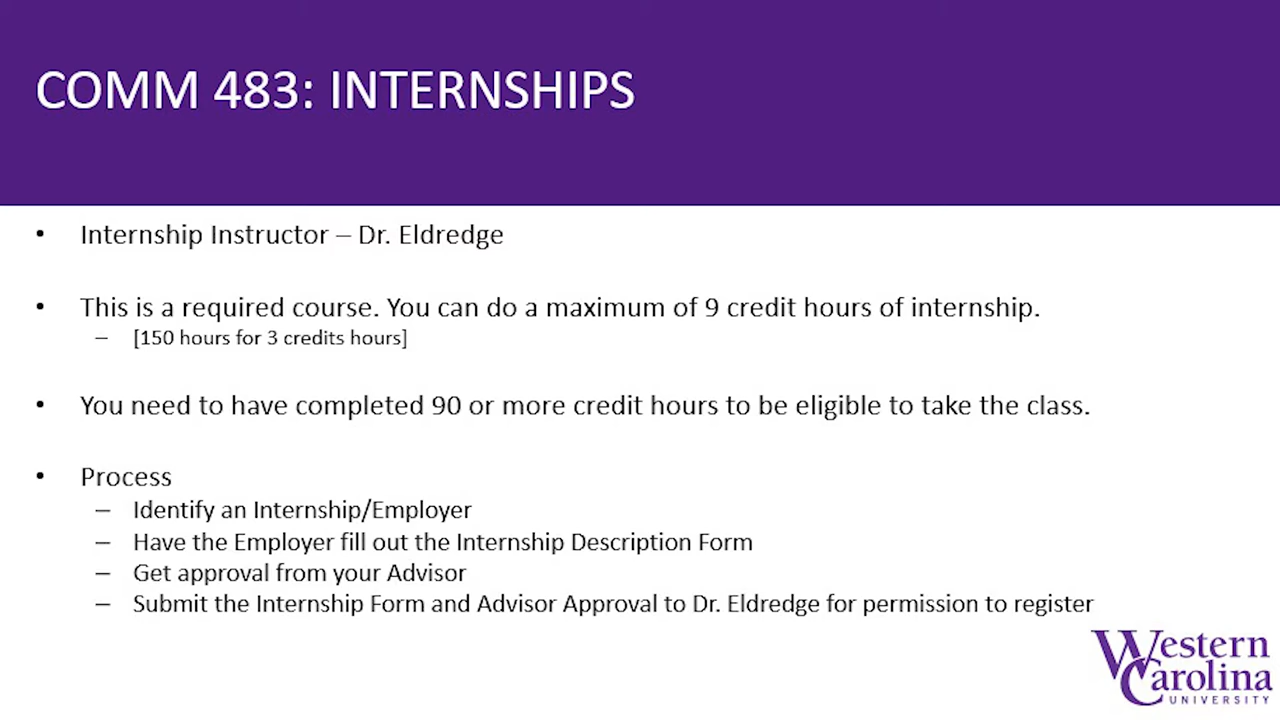 COMM 483: INTERNSHIPS
• Internship Instructor – Dr. Eldredge
• This is a required course. You can do a maximum of 9 credit hours of internship.
– [150 hours for 3 credits hours]
• You need to have completed 90 or more credit hours to be eligible to take the class.
• Process
– Identify an Internship/Employer
– Have the Employer fill out the Internship Description Form
– Get approval from your Advisor
– Submit the Internship Form and Advisor Approval to Dr. Eldredge for permission to register
Western
Carolina
UNIVERSITY